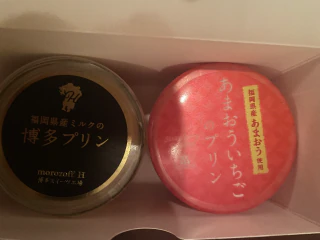 福岡県産ミルクの
博多プリン
福岡県産あまおう使用
あまおういちご
プリン